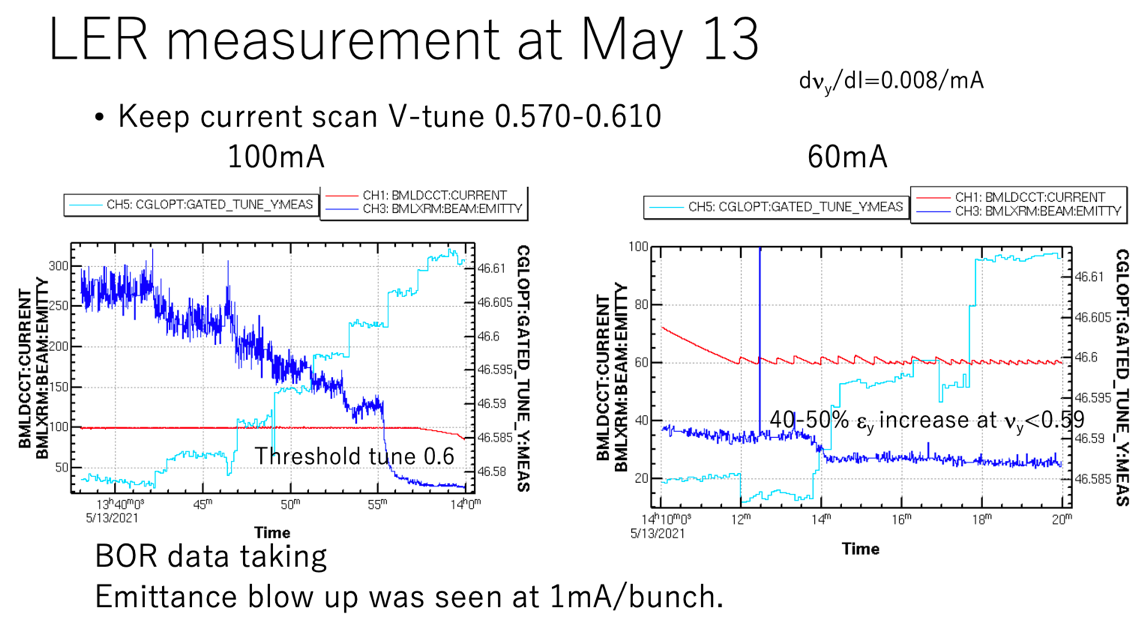 LER measurement at May 13
dνy/dI=0.008/mA
• Keep current scan V-tune 0.570-0.610
100mA
60mA
CH5: CGLOPT:GATED_TUNE_Y:MEAS
CH1: BMLDCCT:CURRENT
CH3: BMLXRM:BEAM:EMITTY
CH5: CGLOPT:GATED_TUNE_Y:MEAS
CH1: BMLDCCT:CURRENT
CH3: BMLXRM:BEAM:EMITTY
BMLDCCT:CURRENT
BMLXRM:BEAM:EMITTY
300
250
200
150
100
50
46.61
46.605
46.6
46.595
46.59
46.585
46.58
CGLOPT:GATED_TUNE_Y:MEAS
Threshold tune 0.6
13ʰ40ᵐ0ˢ
45ᵐ
50ᵐ
55ᵐ
14ʰ0ᵐ
5/13/2021
Time
BMLDCCT:CURRENT
BMLXRM:BEAM:EMITTY
100
80
60
40
20
46.61
46.605
46.6
46.595
46.59
46.585
CGLOPT:GATED_TUNE_Y:MEAS
40-50% εy increase at νy<0.59
14ʰ10ᵐ0ˢ
12ᵐ
14ᵐ
16ᵐ
18ᵐ
20ᵐ
5/13/2021
Time
BOR data taking
Emittance blow up was seen at 1mA/bunch.